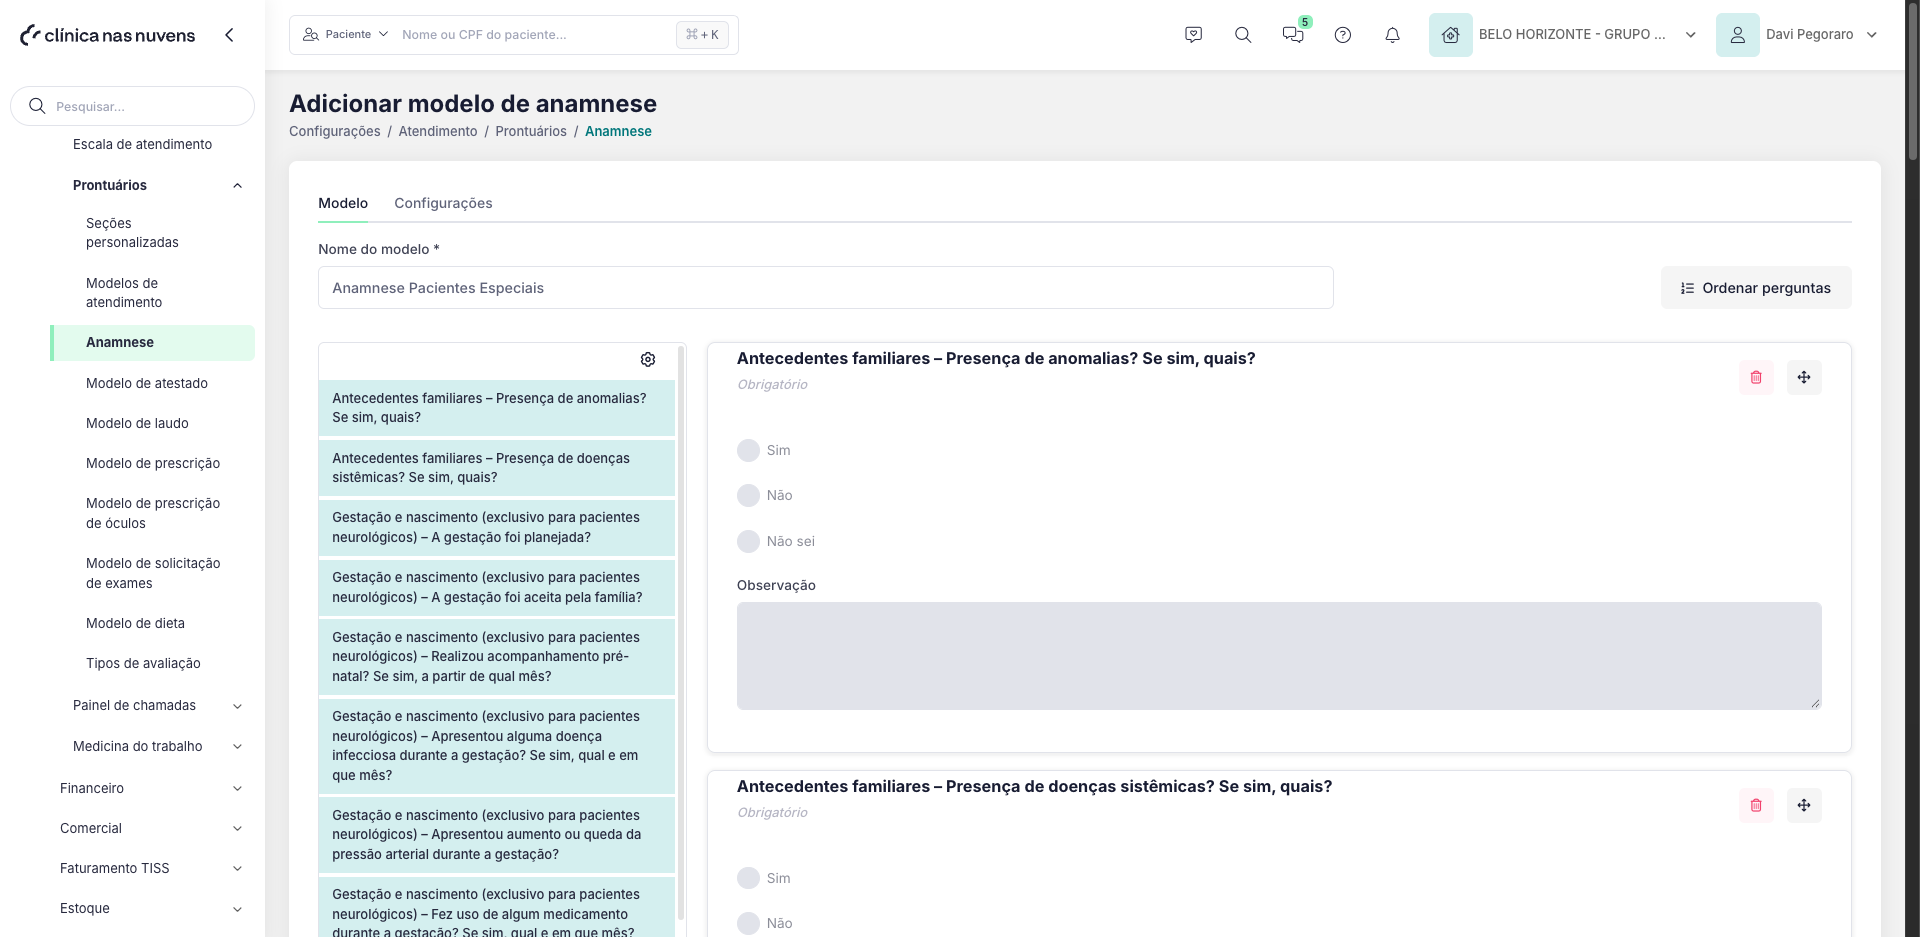 clínica nas nuvens
Paciente
Nome ou CPF do paciente...
⌘ + K
5
BELO HORIZONTE - GRUPO ...
Davi Pegoraro
Pesquisar...
Escala de atendimento
Prontuários
Seções
personalizadas
Modelos de
atendimento
Anamnese
Modelo de atestado
Modelo de laudo
Modelo de prescrição
Modelo de prescrição
de óculos
Modelo de solicitação
de exames
Modelo de dieta
Tipos de avaliação
Painel de chamadas
Medicina do trabalho
Financeiro
Comercial
Faturamento TISS
Estoque
Adicionar modelo de anamnese
Configurações / Atendimento / Prontuários / Anamnese
Modelo
Configurações
Nome do modelo *
Anamnese Pacientes Especiais
Ordenar perguntas
Antecedentes familiares – Presença de anomalias?
Se sim, quais?
Antecedentes familiares – Presença de doenças
sistêmicas? Se sim, quais?
Gestação e nascimento (exclusivo para pacientes
neurológicos) – A gestação foi planejada?
Gestação e nascimento (exclusivo para pacientes
neurológicos) – A gestação foi aceita pela família?
Gestação e nascimento (exclusivo para pacientes
neurológicos) – Realizou acompanhamento pré-
natal? Se sim, a partir de qual mês?
Gestação e nascimento (exclusivo para pacientes
neurológicos) – Apresentou alguma doença
infecciosa durante a gestação? Se sim, qual e em
que mês?
Gestação e nascimento (exclusivo para pacientes
neurológicos) – Apresentou aumento ou queda da
pressão arterial durante a gestação?
Gestação e nascimento (exclusivo para pacientes
neurológicos) – Fez uso de algum medicamento
durante a gestação? Se sim, qual e em que mês?
Antecedentes familiares – Presença de anomalias? Se sim, quais?
Obrigatório
Sim
Não
Não sei
Observação
Antecedentes familiares – Presença de doenças sistêmicas? Se sim, quais?
Obrigatório
Sim
Não